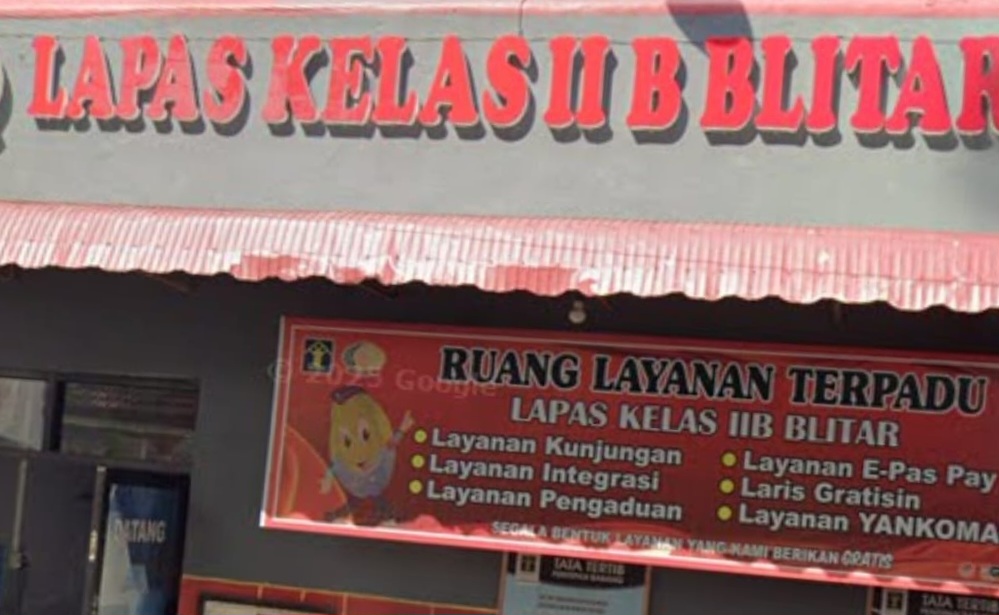 LAPAS KELAS II B BLITAR
© 2025 Google
RUANG LAYANAN TERPADU
LAPAS KELAS IIB BLITAR
Layanan Kunjungan
Layanan Integrasi
Layanan Pengaduan
Layanan E-Pas Pay
Laris Gratisin
Layanan YANKOMA
SEGALA BENTUK LAYANAN YANG KAMI BERIKAN GRATIS
DATANG
TATA TERTIB
TATA TERTIB